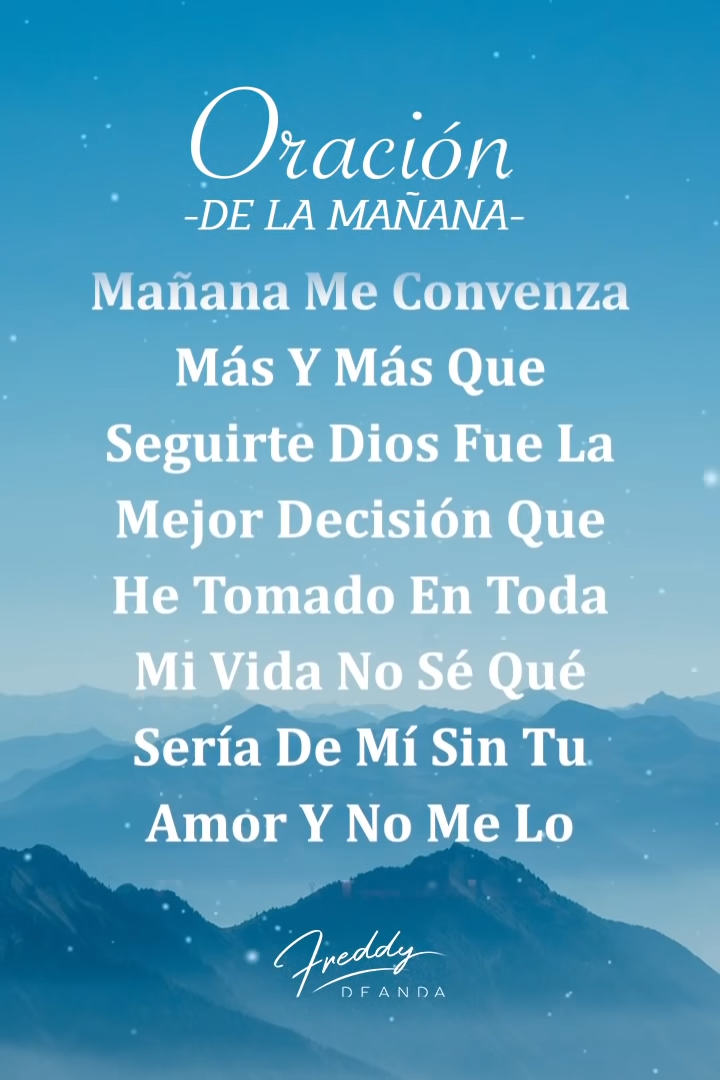 Oración
-DE LA MAÑANA-
Mañana Me Convenza
Más Y Más Que
Seguirte Dios Fue La
Mejor Decisión Que
He Tomado En Toda
Mi Vida No Sé Qué
Sería De Mí Sin Tu
Amor Y No Me Lo
Freddy
DEANDA